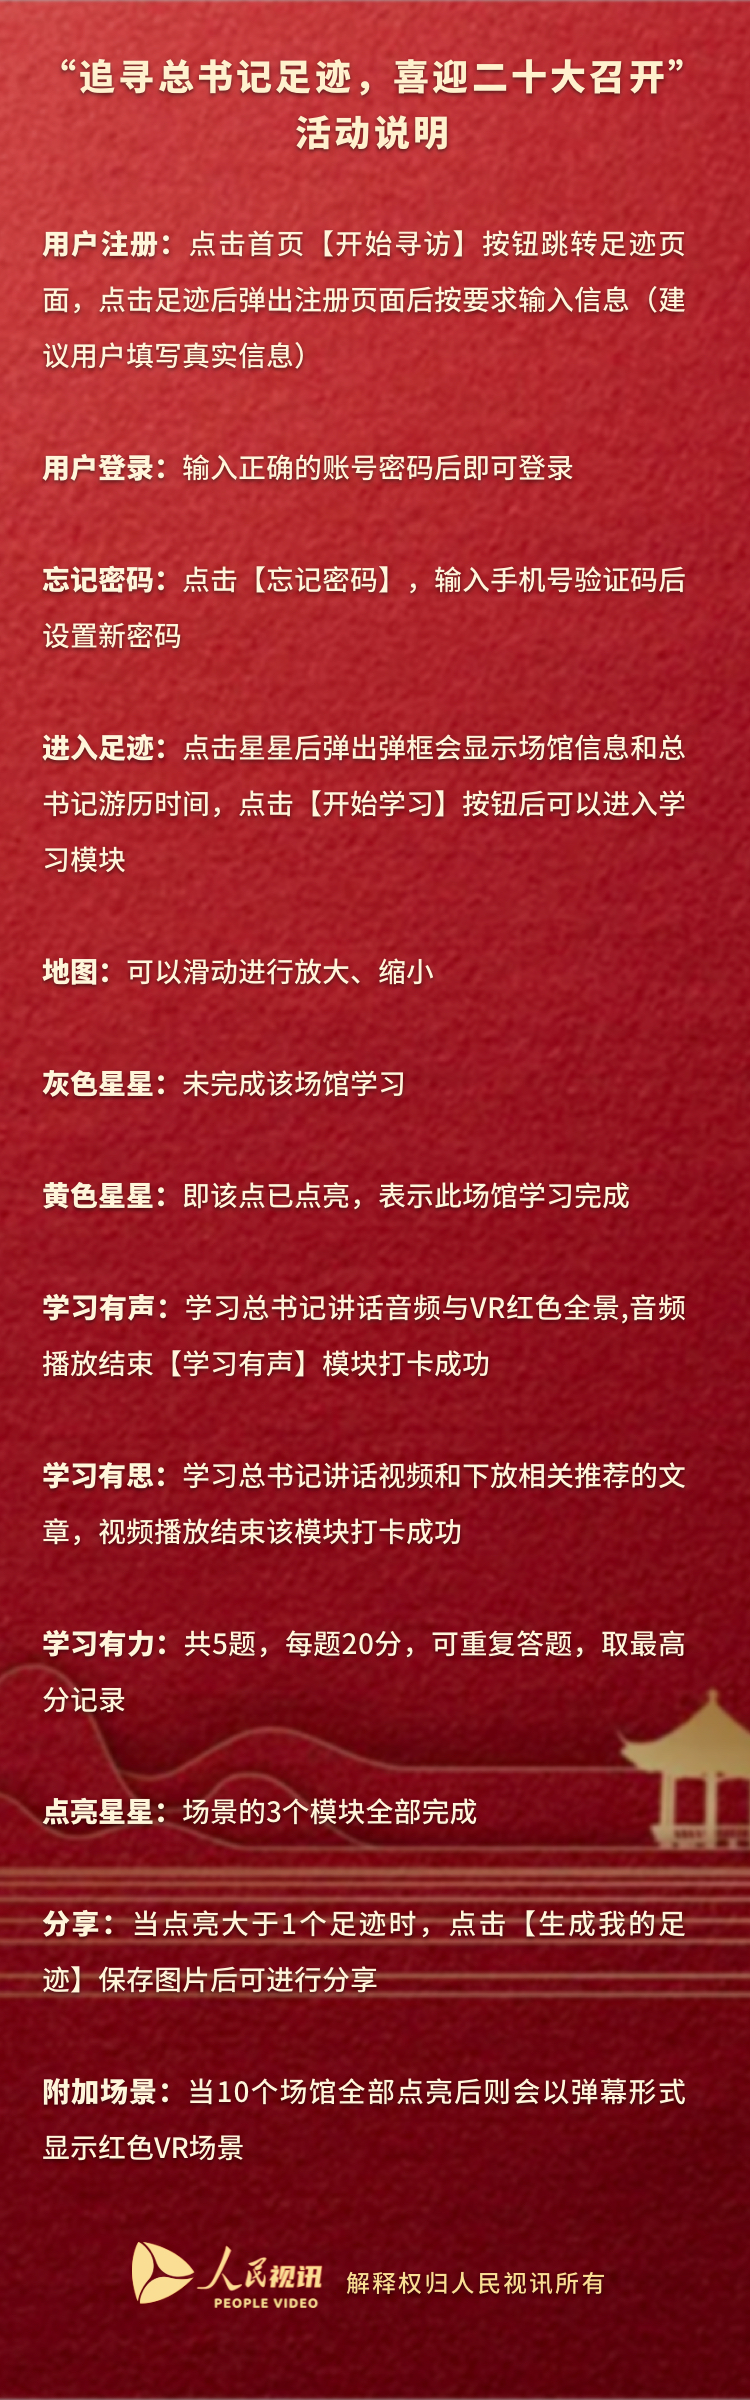 “追寻总书记足迹，喜迎二十大召开”
活动说明
用户注册：点击首页【开始寻访】按钮跳转足迹页
面，点击足迹后弹出注册页面后按要求输入信息（建
议用户填写真实信息）
用户登录：输入正确的账号密码后即可登录
忘记密码：点击【忘记密码】，输入手机号验证码后
设置新密码
进入足迹：点击星星后弹出弹框会显示场馆信息和总
书记游历时间，点击【开始学习】按钮后可以进入学
习模块
地图：可以滑动进行放大、缩小
灰色星星：未完成该场馆学习
黄色星星：即该点已点亮，表示此场馆学习完成
学习有声：学习总书记讲话音频与VR红色全景,音频
播放结束【学习有声】模块打卡成功
学习有思：学习总书记讲话视频和下放相关推荐的文
章，视频播放结束该模块打卡成功
学习有力：共5题，每题20分，可重复答题，取最高
分记录
点亮星星：场景的3个模块全部完成
分享：当点亮大于1个足迹时，点击【生成我的足
迹】保存图片后可进行分享
附加场景：当10个场馆全部点亮后则会以弹幕形式
显示红色VR场景
人民视讯
PEOPLE VIDEO
解释权归人民视讯所有